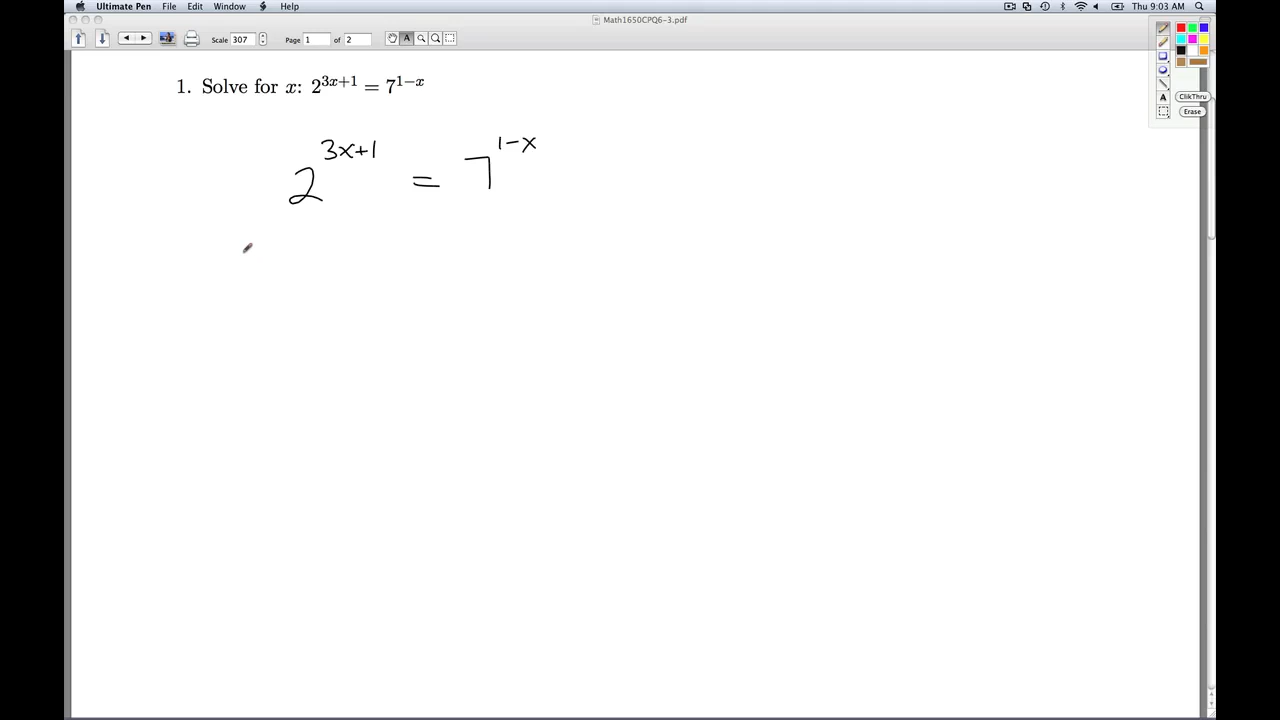 Ultimate Pen File Edit Window Help Thu 9:03 AM
Math1650CPQ6-3.pdf
Scale 307 Page 1 of 2 A
ClikThru
A
Erase
1. Solve for x: 2^{3x+1} = 7^{1−x}
2^{3x+1} = 7^{1−x}